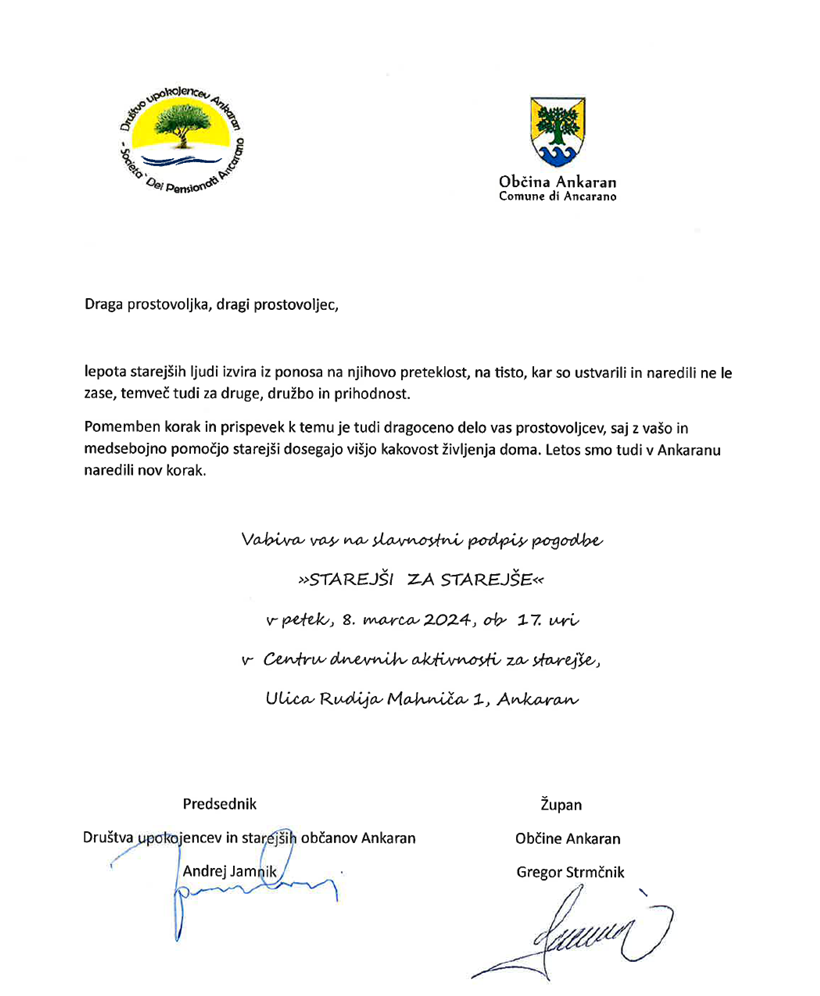 Društvo upokojencev Ankaran
- Societa` Dei Pensionati Ancarano
Občina Ankaran
Comune di Ancarano
Draga prostovoljka, dragi prostovoljec,
lepota starejših ljudi izvira iz ponosa na njihovo preteklost, na tisto, kar so ustvarili in naredili ne le
zase, temveč tudi za druge, družbo in prihodnost.
Pomemben korak in prispevek k temu je tudi dragoceno delo vas prostovoljcev, saj z vašo in
medsebojno pomočjo starejši dosegajo višjo kakovost življenja doma. Letos smo tudi v Ankaranu
naredili nov korak.
Vabiva vas na slavnostni podpis pogodbe
»STAREJŠI ZA STAREJŠE«
v petek, 8. marca 2024, ob 17. uri
v Centru dnevnih aktivnosti za starejše,
Ulica Rudija Mahniča 1, Ankaran
Predsednik
Društva upokojencev in starejših občanov Ankaran
Andrej Jamnik
Župan
Občine Ankaran
Gregor Strmčnik